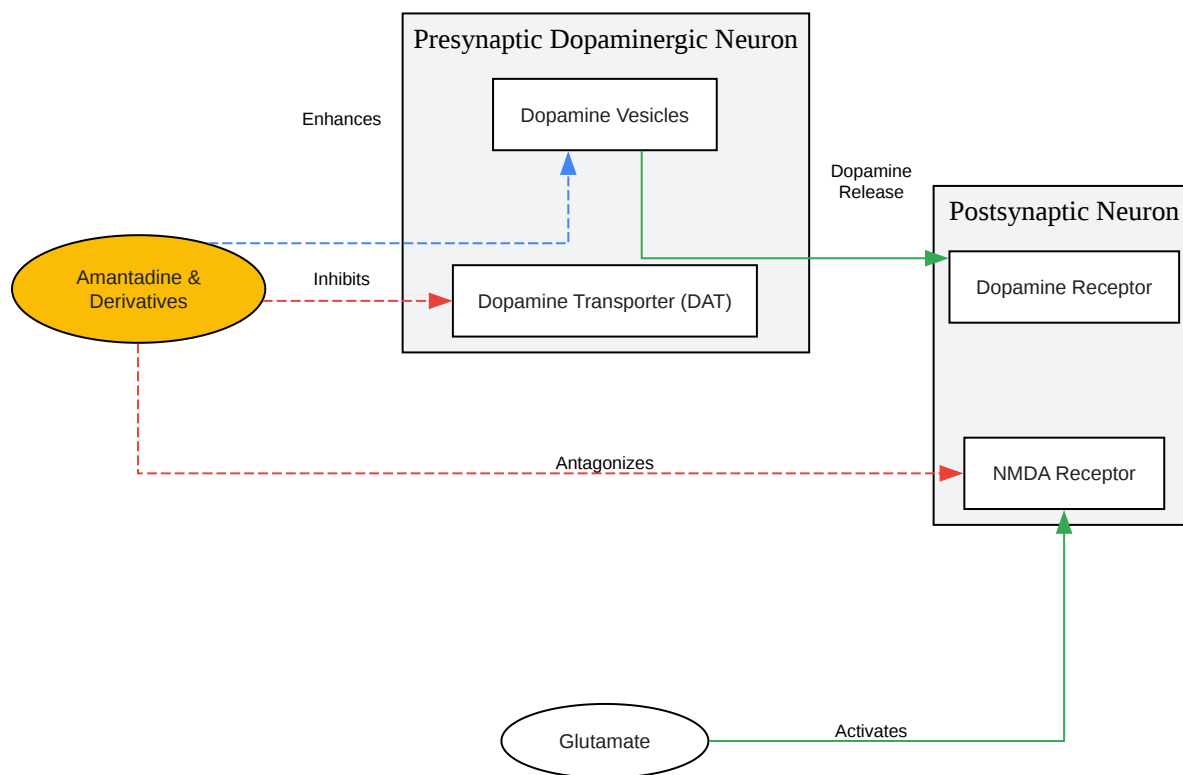 Presynaptic Dopaminergic Neuron
Dopamine Vesicles
Enhances
Dopamine
Release
Postsynaptic Neuron
Amantadine &
Derivatives
Inhibits
Dopamine Transporter (DAT)
Dopamine Receptor
Antagonizes
NMDA Receptor
Glutamate
Activates